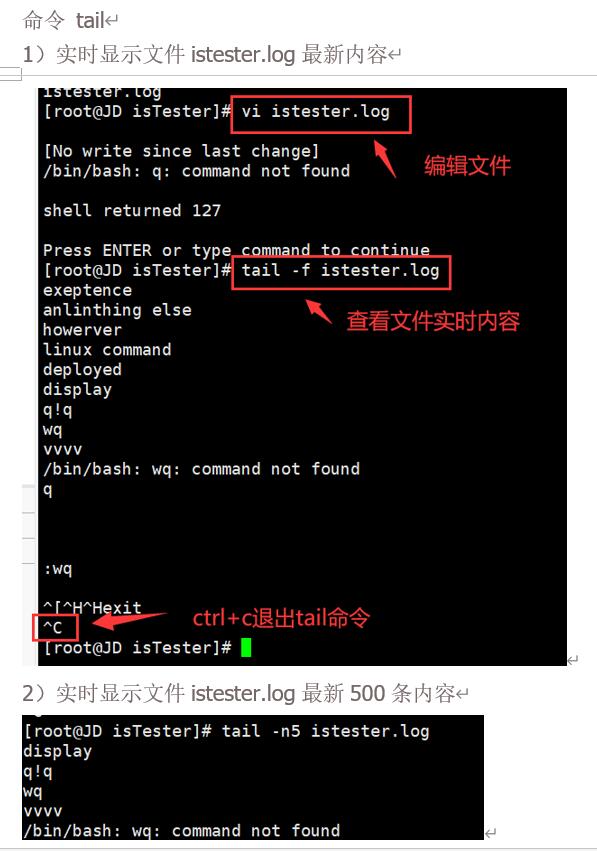 命令 tail
1）实时显示文件 istester.log 最新内容
istester.log
[root@JD isTester]# vi istester.log
[No write since last change]
/bin/bash: q: command not found
编辑文件
shell returned 127
Press ENTER or type command to continue
[root@JD isTester]# tail -f istester.log
exeptence
anlinthing else
查看文件实时内容
howerver
linux command
deployed
display
q!q
wq
vvvv
/bin/bash: wq: command not found
q
:wq
^[^H^Hexit
ctrl+c退出tail命令
^C
[root@JD isTester]#
2）实时显示文件 istester.log 最新 500 条内容
[root@JD isTester]# tail -n5 istester.log
display
q!q
wq
vvvv
/bin/bash: wq: command not found